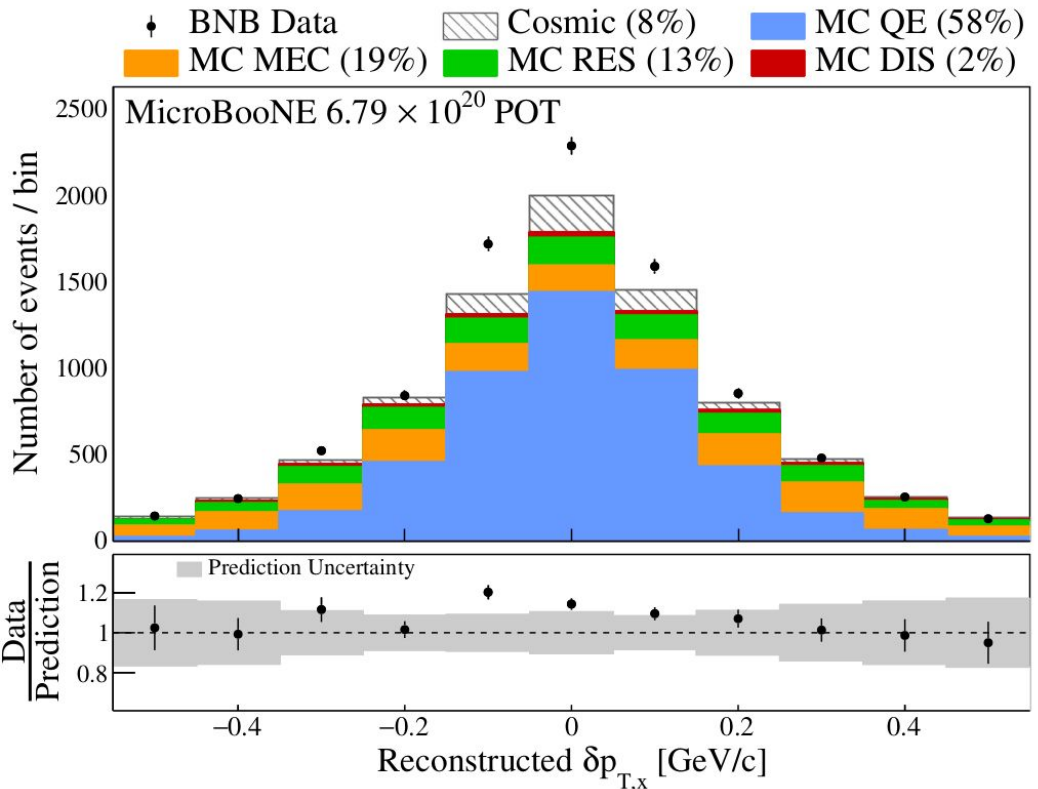 BNB Data
Cosmic (8%)
MC QE (58%)
MC MEC (19%)
MC RES (13%)
MC DIS (2%)
MicroBooNE 6.79 × 10²⁰ POT
Number of events / bin
2500
2000
1500
1000
500
0
Prediction Uncertainty
Data
Prediction
1.2
1
0.8
−0.4
−0.2
0
0.2
0.4
Reconstructed δp_T,x [GeV/c]